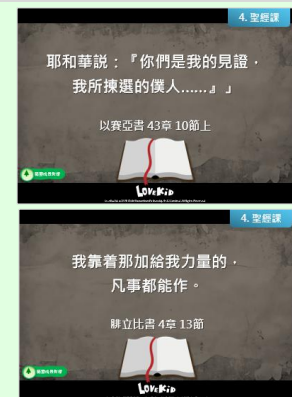 4. 聖經課
耶和華説：『你們是我的見證，
我所揀選的僕人......。』」
以賽亞書 43章 10節上
LoveKiD
4. 聖經課
我靠着那加給我力量的，
凡事都能作。
腓立比書 4章 13節
LoveKiD